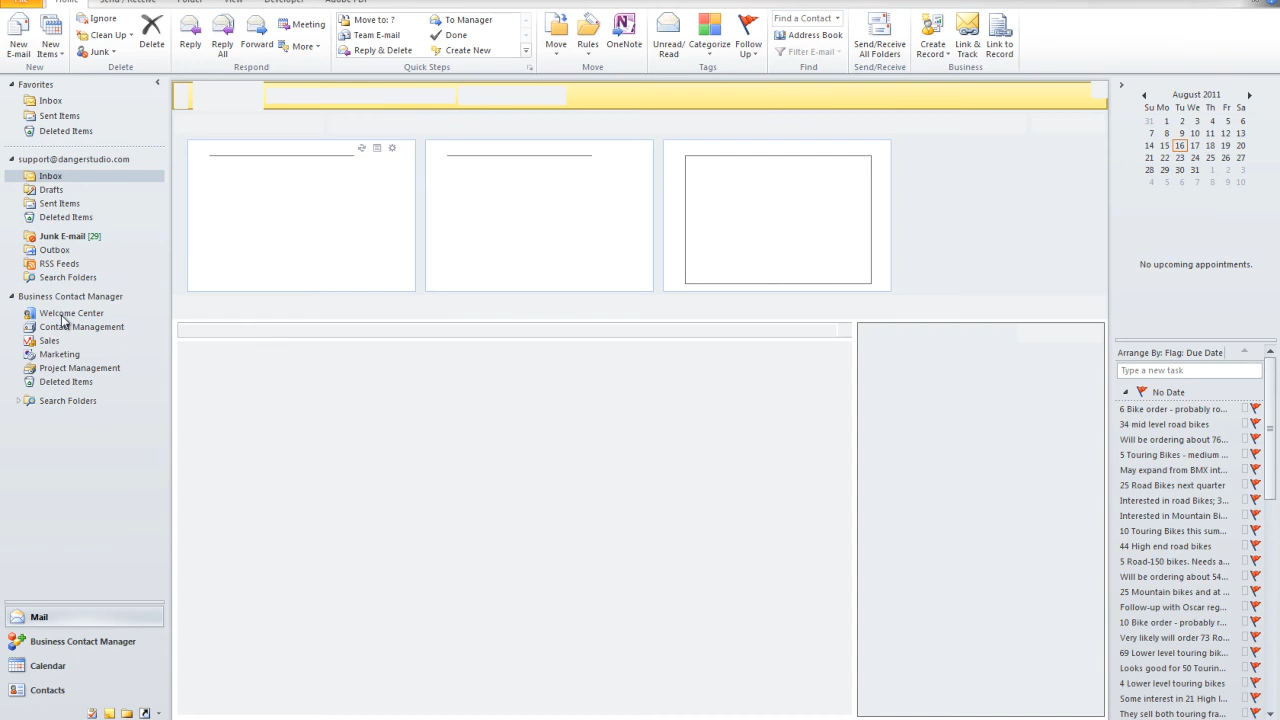 File Home Send / Receive Folder View Developer Adobe PDF
New E-mail
New Items
Ignore
Clean Up
Junk
Delete
Reply
Reply All
Forward
Meeting
More
Move to: ?
Team E-mail
Reply & Delete
To Manager
Done
Create New
Move
Rules
OneNote
Unread/ Read
Categorize
Follow Up
Find a Contact
Address Book
Filter E-mail
Send/Receive All Folders
Create Record
Link & Track
Link to Record
New
Delete
Respond
Quick Steps
Move
Tags
Find
Send/Receive
Business
Favorites
Inbox
Sent Items
Deleted Items
support@dangerstudio.com
Inbox
Drafts
Sent Items
Deleted Items
Junk E-mail [29]
Outbox
RSS Feeds
Search Folders
Business Contact Manager
Welcome Center
Contact Management
Sales
Marketing
Project Management
Deleted Items
Search Folders
Mail
Business Contact Manager
Calendar
Contacts
August 2011
Su Mo Tu We Th Fr Sa
31 1 2 3 4 5 6
7 8 9 10 11 12 13
14 15 16 17 18 19 20
21 22 23 24 25 26 27
28 29 30 31 1 2 3
4 5 6 7 8 9 10
No upcoming appointments.
Arrange By: Flag: Due Date
Type a new task
No Date
6 Bike order - probably ro...
34 mid level road bikes
Will be ordering about 76...
5 Touring Bikes - medium ...
May expand from BMX int...
25 Road Bikes next quarter
Interested in road Bikes; 3...
Interested in Mountain Bi...
10 Touring Bikes this sum...
44 High end road bikes
5 Road-150 bikes. Needs a...
Will be ordering about 54...
25 Mountain bikes and at ...
Follow-up with Oscar reg...
10 Bike order - probably r...
Very likely will order 73 Ro...
69 Lower level touring bik...
Looks good for 50 Tourin...
4 Lower level touring bikes
Some interest in 21 High l...
They sell both touring fra...